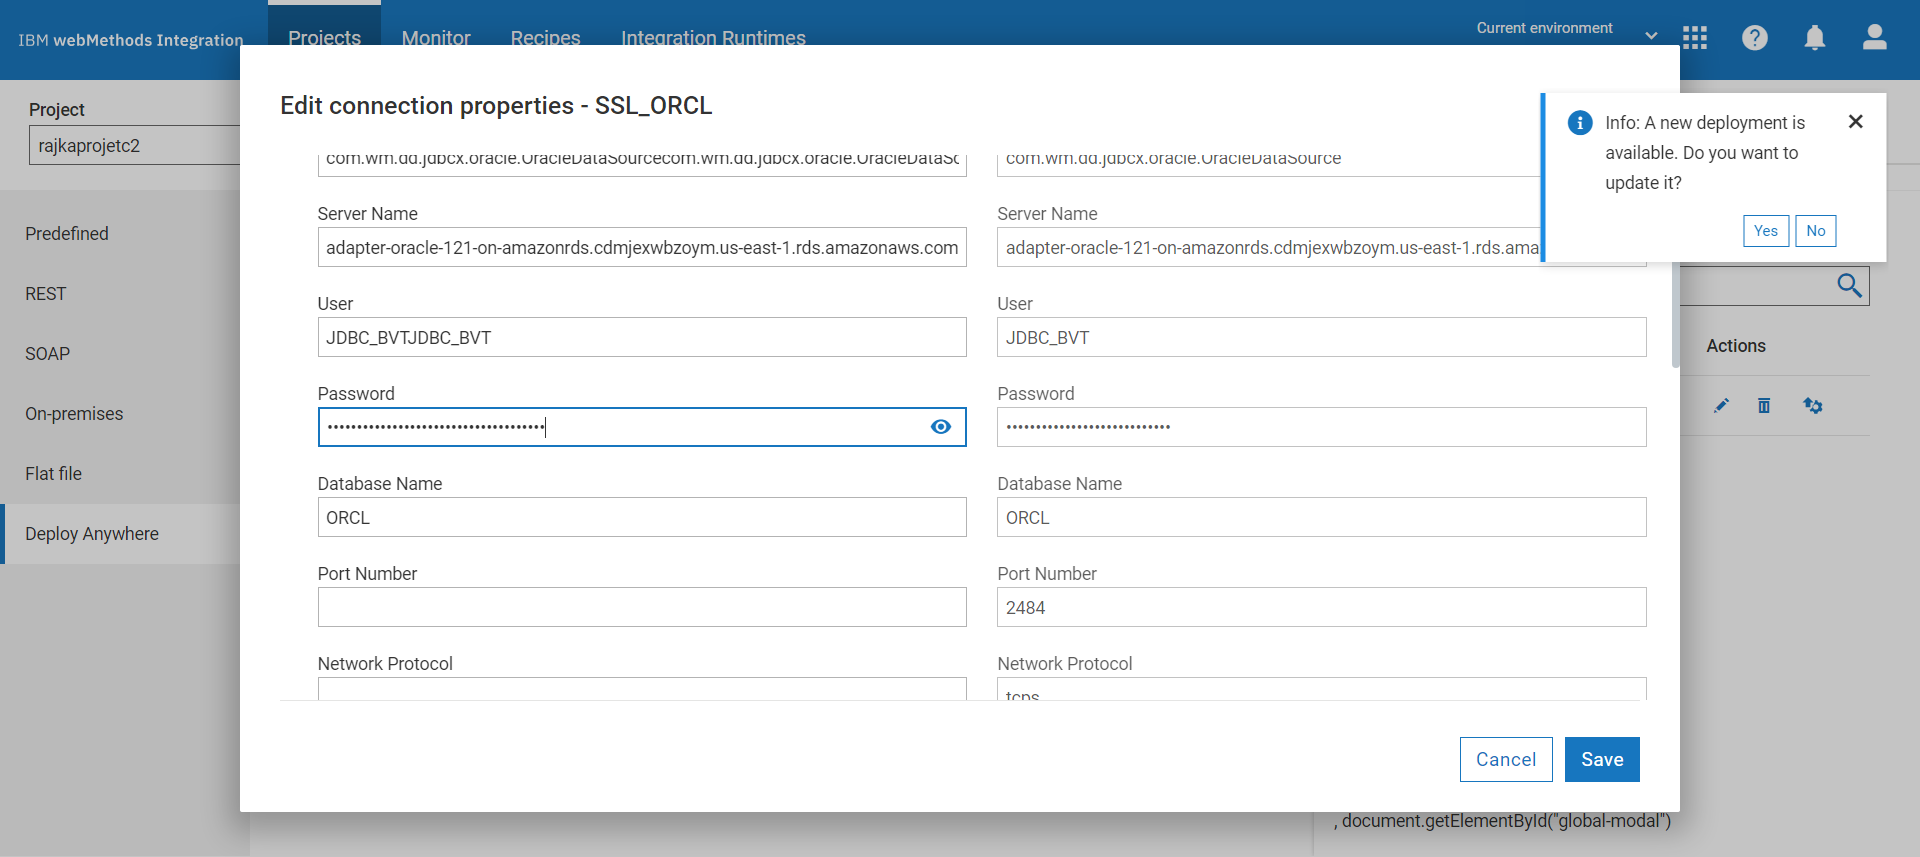 IBM webMethods Integration
Projects
Monitor
Recipes
Integration Runtimes
Current environment
Project
rajkaprojetc2
Predefined
REST
SOAP
On-premises
Flat file
Deploy Anywhere
Edit connection properties - SSL_ORCL
com.wm.dd.jdbcx.oracle.OracleDataSourcecom.wm.dd.jdbcx.oracle.OracleDataSc
com.wm.dd.jdbcx.oracle.OracleDataSource
Server Name
Server Name
adapter-oracle-121-on-amazonrds.cdmjexwbzoym.us-east-1.rds.amazonaws.com
adapter-oracle-121-on-amazonrds.cdmjexwbzoym.us-east-1.rds.ama
User
User
JDBC_BVTJDBC_BVT
JDBC_BVT
Password
Password
Database Name
Database Name
ORCL
ORCL
Port Number
Port Number
2484
Network Protocol
Network Protocol
tcps
Cancel
Save
Info: A new deployment is
available. Do you want to
update it?
Yes
No
Actions
, document.getElementById("global-modal")